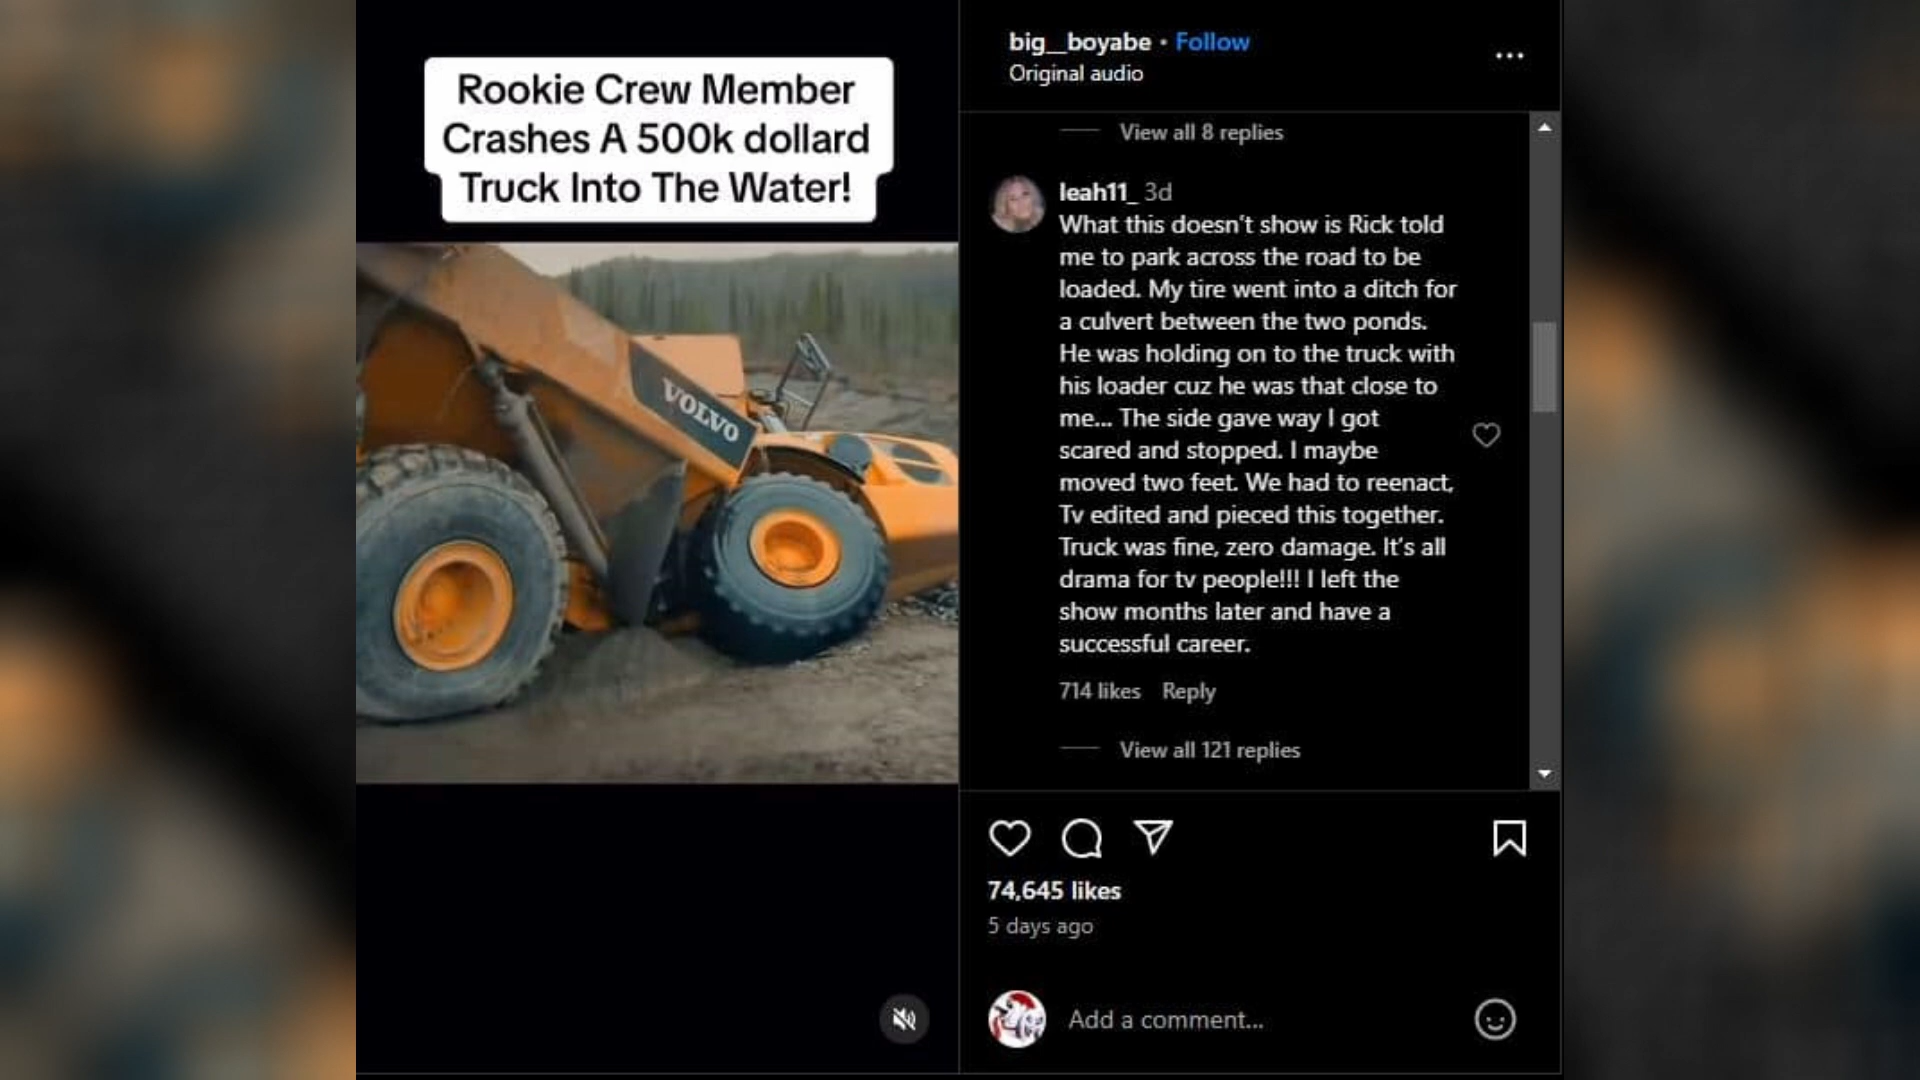 Rookie Crew Member
Crashes A 500k dollard
Truck Into The Water!
VOLVO
big__boyabe • Follow
Original audio
View all 8 replies
leah11_ 3d
What this doesn't show is Rick told
me to park across the road to be
loaded. My tire went into a ditch for
a culvert between the two ponds.
He was holding on to the truck with
his loader cuz he was that close to
me... The side gave way I got
scared and stopped. I maybe
moved two feet. We had to reenact,
Tv edited and pieced this together.
Truck was fine, zero damage. It's all
drama for tv people!!! I left the
show months later and have a
successful career.
714 likes Reply
View all 121 replies
74,645 likes
5 days ago
Add a comment...